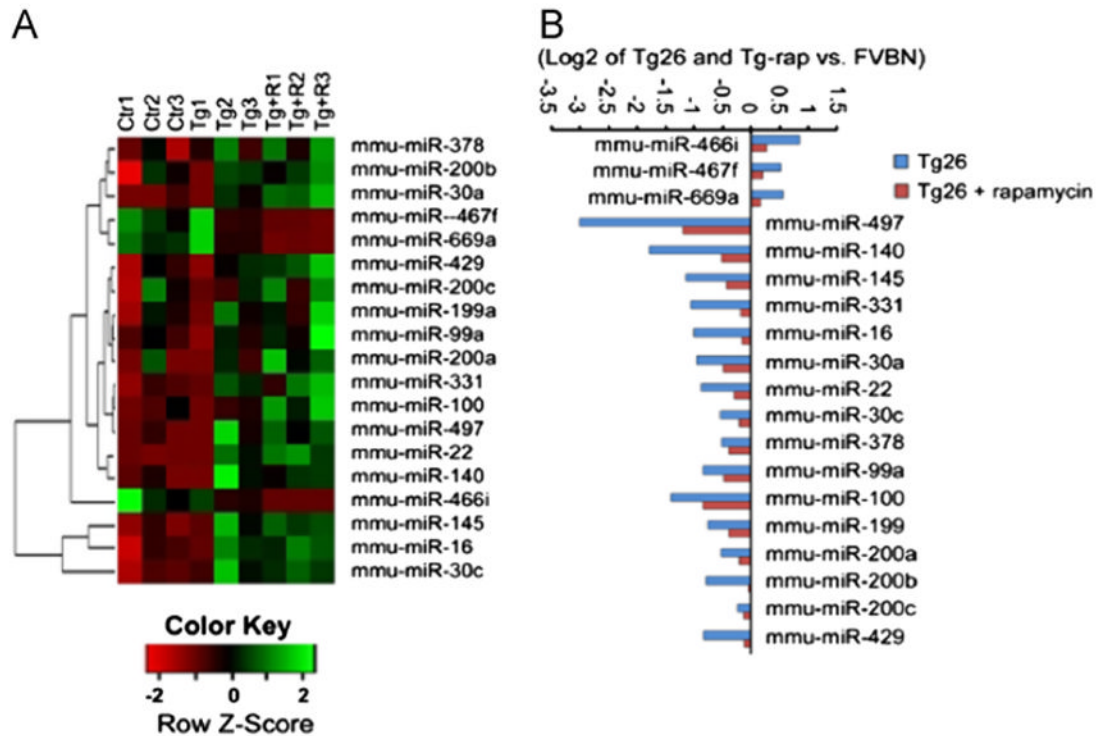 A
Ctr1 Ctr2 Ctr3 Tg1 Tg2 Tg3 Tg+R1 Tg+R2 Tg+R3
mmu-miR-378
mmu-miR-200b
mmu-miR-30a
mmu-miR--467f
mmu-miR-669a
mmu-miR-429
mmu-miR-200c
mmu-miR-199a
mmu-miR-99a
mmu-miR-200a
mmu-miR-331
mmu-miR-100
mmu-miR-497
mmu-miR-22
mmu-miR-140
mmu-miR-466i
mmu-miR-145
mmu-miR-16
mmu-miR-30c
Color Key
-2 0 2
Row Z-Score
B
(Log2 of Tg26 and Tg-rap vs. FVBN)
-3.5 -3 -2.5 -2 -1.5 -1 -0.5 0 0.5 1 1.5
mmu-miR-466i
mmu-miR-467f
mmu-miR-669a
Tg26
Tg26 + rapamycin
mmu-miR-497
mmu-miR-140
mmu-miR-145
mmu-miR-331
mmu-miR-16
mmu-miR-30a
mmu-miR-22
mmu-miR-30c
mmu-miR-378
mmu-miR-99a
mmu-miR-100
mmu-miR-199
mmu-miR-200a
mmu-miR-200b
mmu-miR-200c
mmu-miR-429